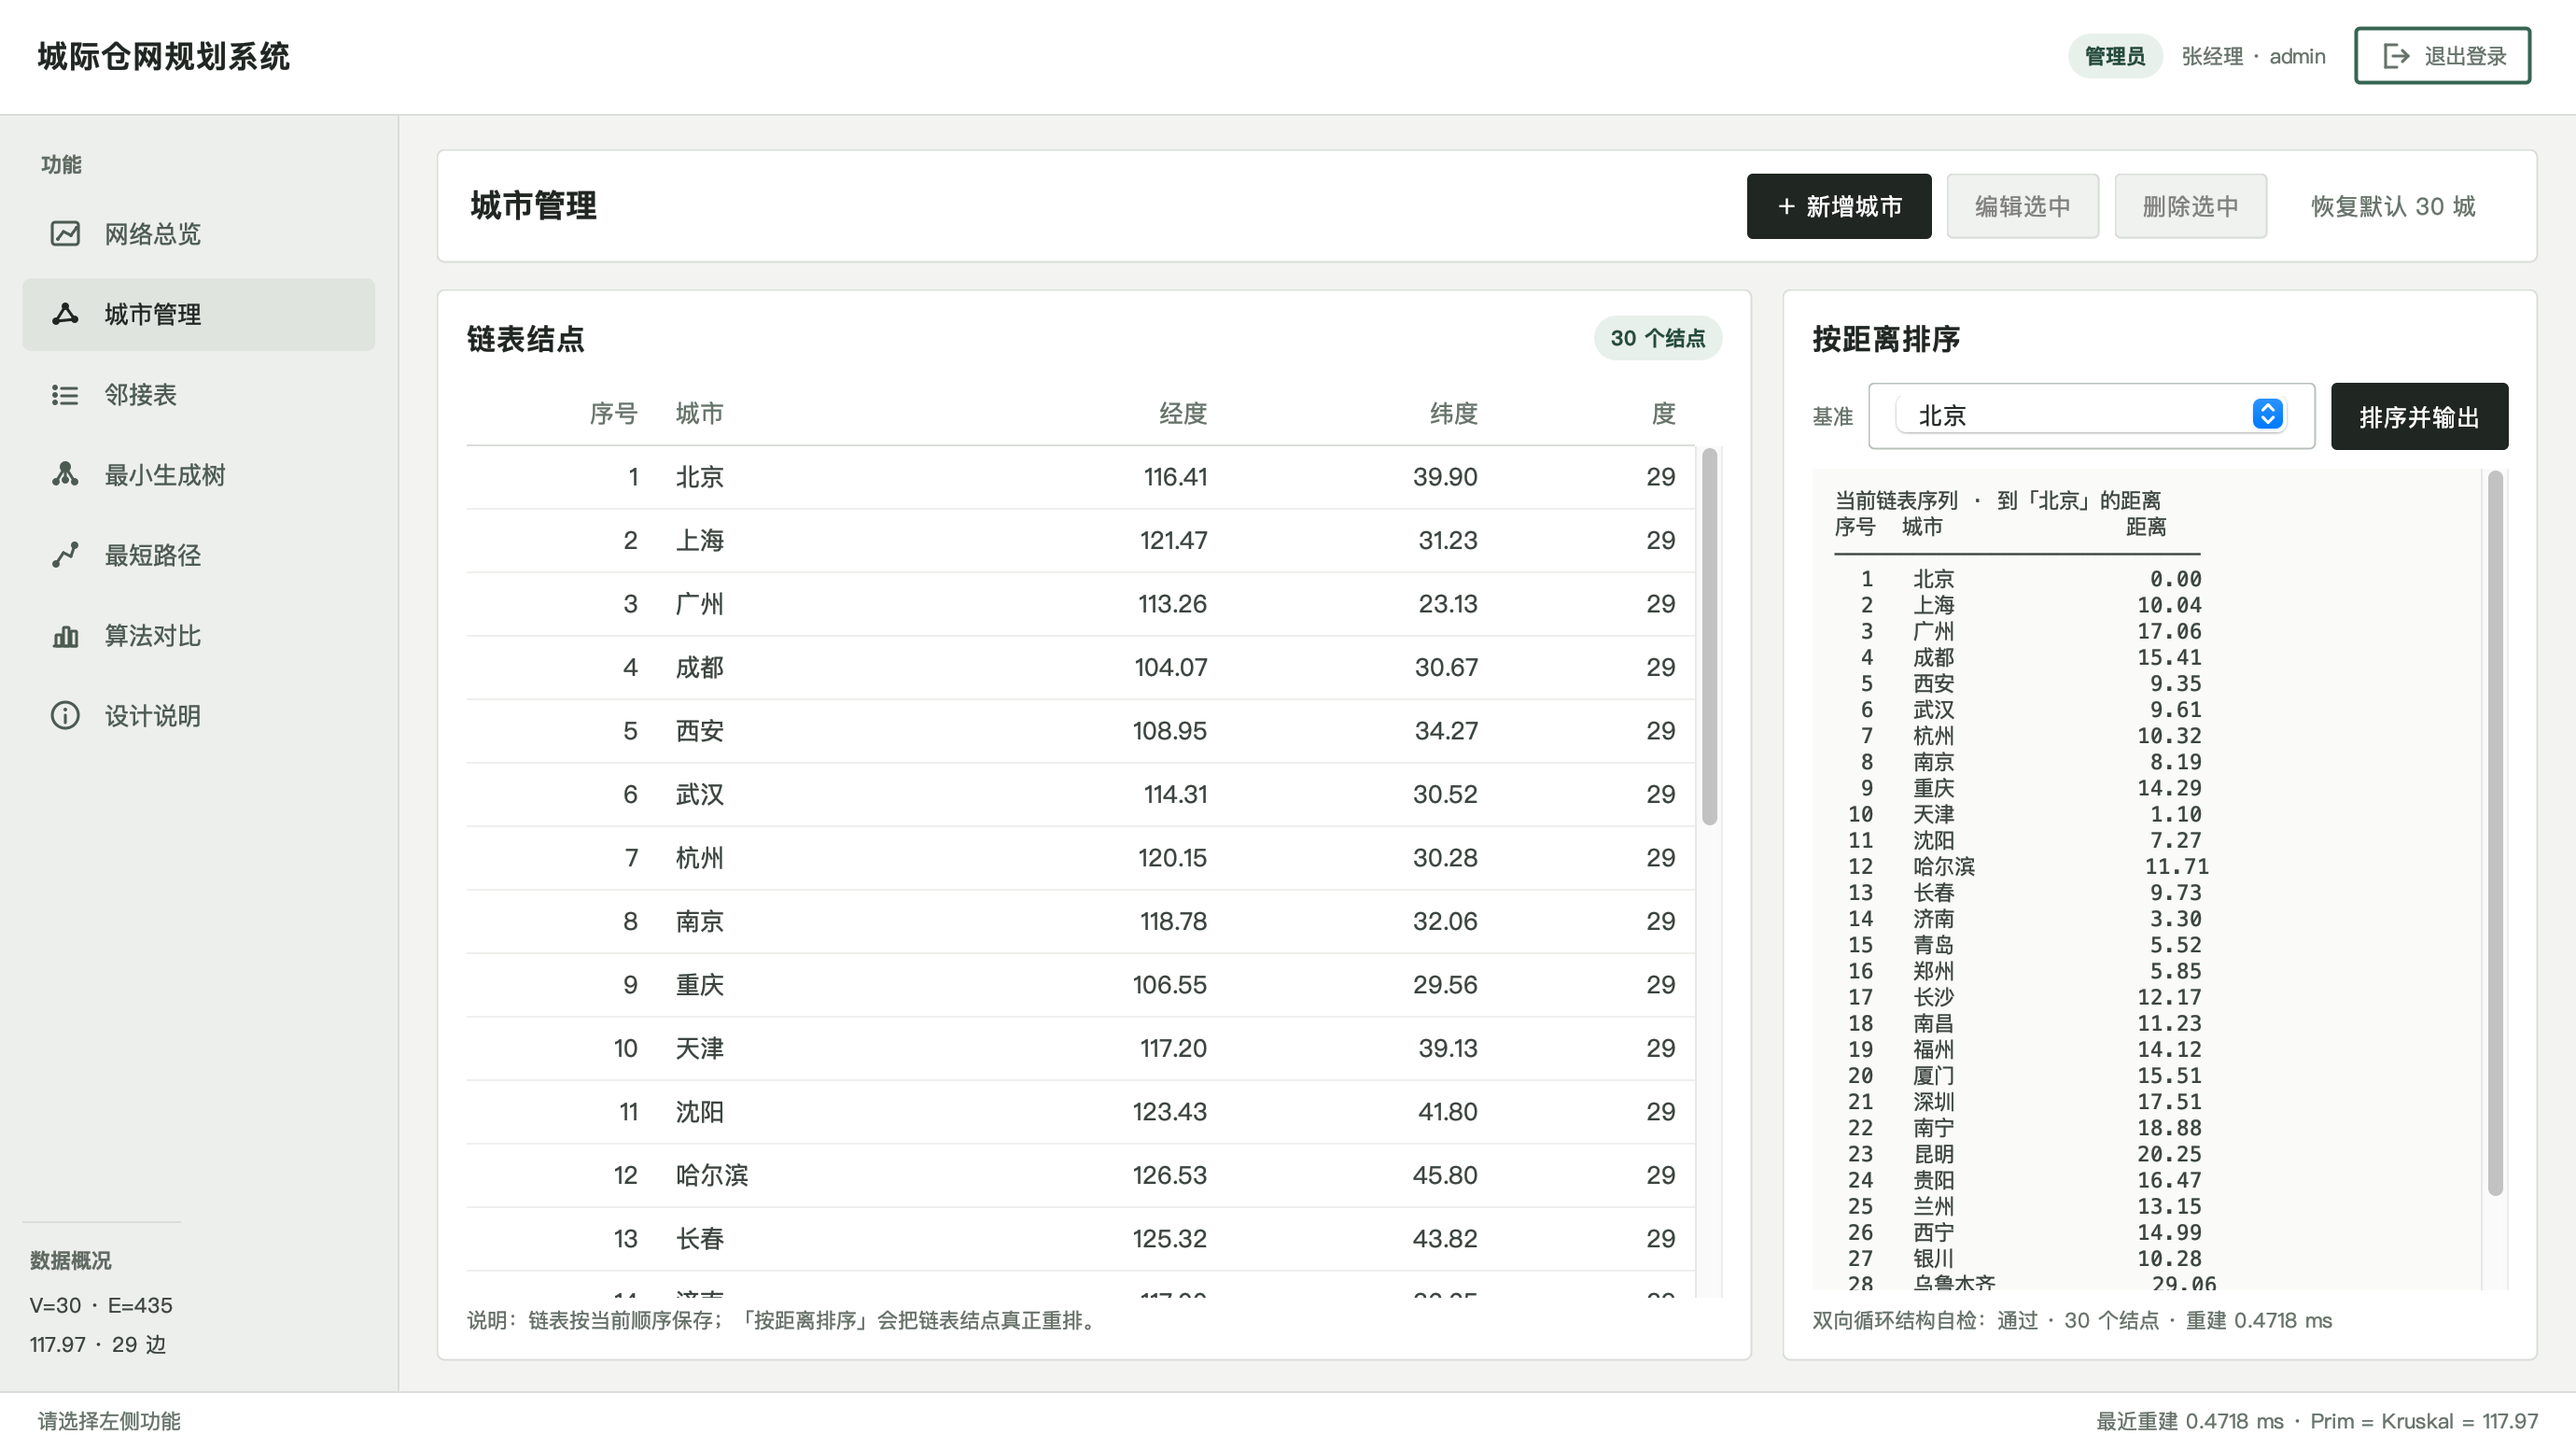 城际仓网规划系统
管理员 张经理 · admin 退出登录
功能
网络总览
城市管理
邻接表
最小生成树
最短路径
算法对比
设计说明
数据概况
V=30 · E=435
117.97 · 29 边
城市管理
+ 新增城市 编辑选中 删除选中 恢复默认 30 城
链表结点 30 个结点
序号 城市 经度 纬度 度
1 北京 116.41 39.90 29
2 上海 121.47 31.23 29
3 广州 113.26 23.13 29
4 成都 104.07 30.67 29
5 西安 108.95 34.27 29
6 武汉 114.31 30.52 29
7 杭州 120.15 30.28 29
8 南京 118.78 32.06 29
9 重庆 106.55 29.56 29
10 天津 117.20 39.13 29
11 沈阳 123.43 41.80 29
12 哈尔滨 126.53 45.80 29
13 长春 125.32 43.82 29
说明：链表按当前顺序保存；「按距离排序」会把链表结点真正重排。
按距离排序
基准 北京 排序并输出
当前链表序列 · 到「北京」的距离
序号 城市 距离
1 北京 0.00
2 上海 10.04
3 广州 17.06
4 成都 15.41
5 西安 9.35
6 武汉 9.61
7 杭州 10.32
8 南京 8.19
9 重庆 14.29
10 天津 1.10
11 沈阳 7.27
12 哈尔滨 11.71
13 长春 9.73
14 济南 3.30
15 青岛 5.52
16 郑州 5.85
17 长沙 12.17
18 南昌 11.23
19 福州 14.12
20 厦门 15.51
21 深圳 17.51
22 南宁 18.88
23 昆明 20.25
24 贵阳 16.47
25 兰州 13.15
26 西宁 14.99
27 银川 10.28
28 乌鲁木齐 29.06
双向循环结构自检：通过 · 30 个结点 · 重建 0.4718 ms
请选择左侧功能
最近重建 0.4718 ms · Prim = Kruskal = 117.97